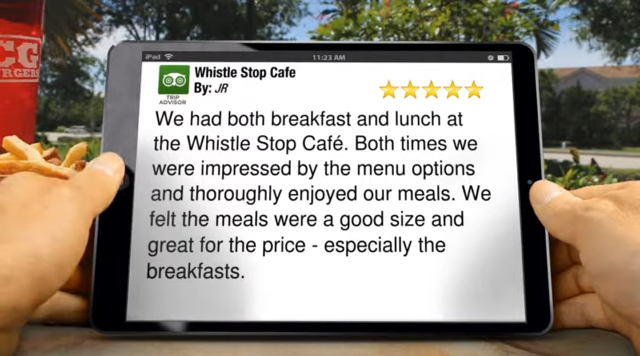 CG
iPad
11:23 AM
Whistle Stop Cafe
By: JR
TRIP
ADVISOR
We had both breakfast and lunch at
the Whistle Stop Café. Both times we
were impressed by the menu options
and thoroughly enjoyed our meals. We
felt the meals were a good size and
great for the price - especially the
breakfasts.